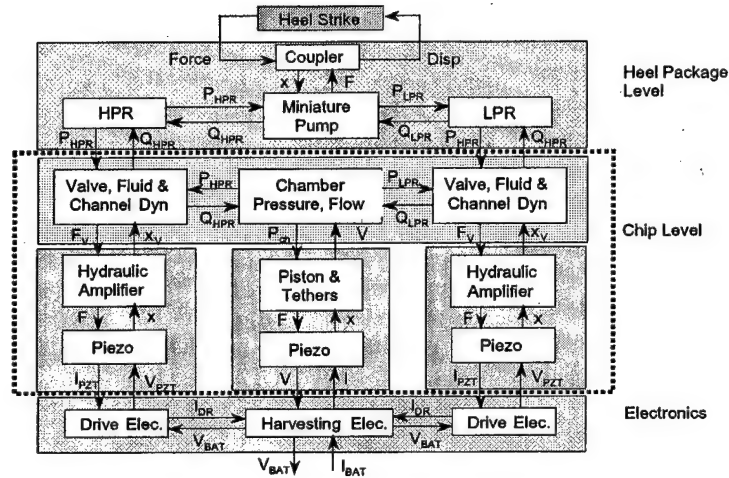 Heel Strike
Force
Coupler
Disp
x
F
Heel Package
Level
HPR
P_HPR
Miniature
Pump
P_LPR
LPR
Q_HPR
Q_LPR
P_HPR
Q_HPR
P_HPR
Q_HPR
Valve, Fluid &
Channel Dyn
P_HPR
Q_HPR
Chamber
Pressure, Flow
P_LPR
Q_LPR
Valve, Fluid &
Channel Dyn
Chip Level
F_V
x_V
P_ch
V
F_V
x_V
Hydraulic
Amplifier
Piston &
Tethers
Hydraulic
Amplifier
F
x
F
x
F
x
Piezo
Piezo
Piezo
I_PZT
V_PZT
V
I
I_PZT
V_PZT
Drive Elec.
I_DR
V_BAT
Harvesting Elec.
I_DR
V_BAT
Drive Elec.
Electronics
V_BAT
I_BAT